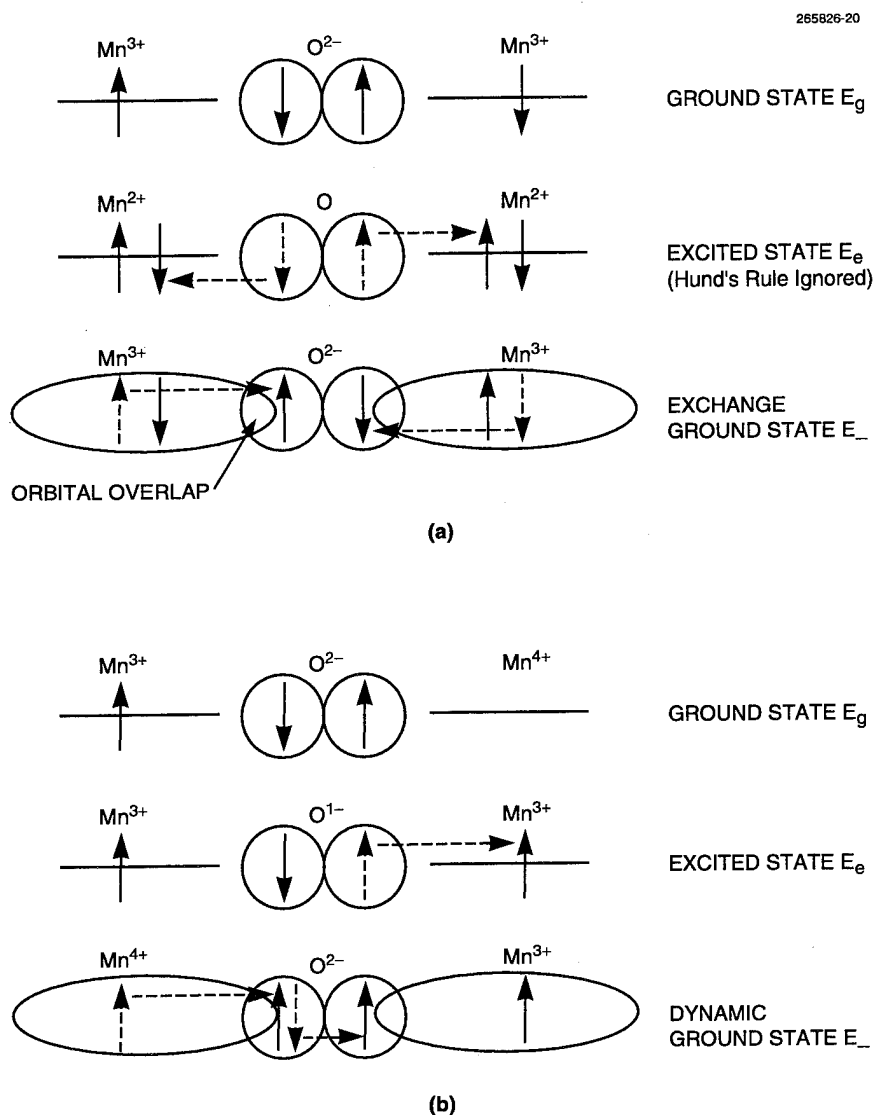 265826-20
Mn3+ O2– Mn3+
GROUND STATE Eg
Mn2+ O Mn2+
EXCITED STATE Ee
(Hund's Rule Ignored)
Mn3+ O2– Mn3+
EXCHANGE
GROUND STATE E_
ORBITAL OVERLAP
(a)
Mn3+ O2– Mn4+
GROUND STATE Eg
Mn3+ O1– Mn3+
EXCITED STATE Ee
Mn4+ O2– Mn3+
DYNAMIC
GROUND STATE E_
(b)